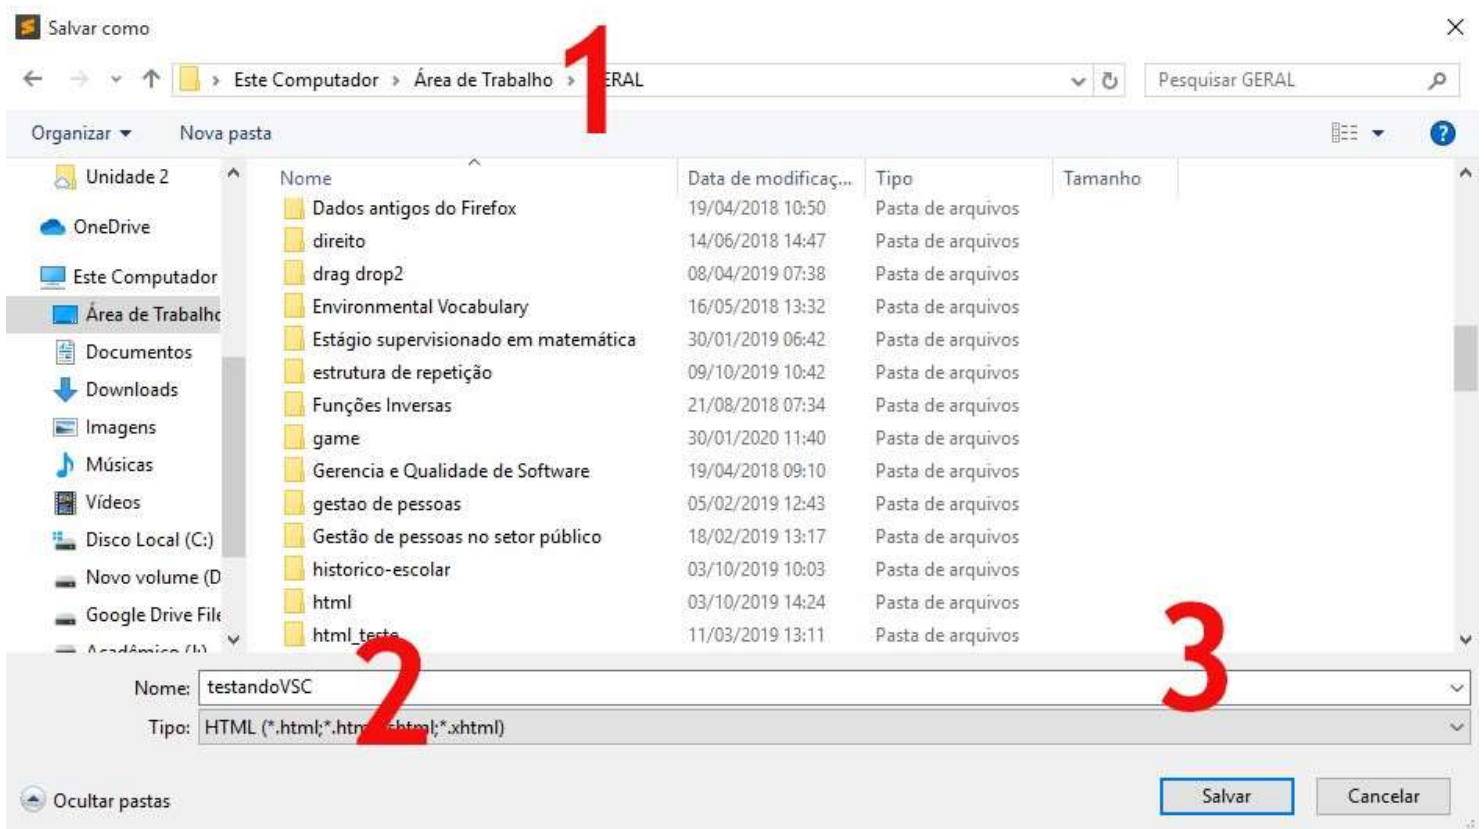 Salvar como
1
Este Computador > Área de Trabalho > ERAL
Pesquisar GERAL
Organizar
Nova pasta
?
Unidade 2
OneDrive
Este Computador
Área de Trabalho
Documentos
Downloads
Imagens
Músicas
Vídeos
Disco Local (C:)
Novo volume (D
Google Drive File
Acadêmico (I:)
Nome Data de modificaç... Tipo Tamanho
Dados antigos do Firefox 19/04/2018 10:50 Pasta de arquivos
direito 14/06/2018 14:47 Pasta de arquivos
drag drop2 08/04/2019 07:38 Pasta de arquivos
Environmental Vocabulary 16/05/2018 13:32 Pasta de arquivos
Estágio supervisionado em matemática 30/01/2019 06:42 Pasta de arquivos
estrutura de repetição 09/10/2019 10:42 Pasta de arquivos
Funções Inversas 21/08/2018 07:34 Pasta de arquivos
game 30/01/2020 11:40 Pasta de arquivos
Gerencia e Qualidade de Software 19/04/2018 09:10 Pasta de arquivos
gestao de pessoas 05/02/2019 12:43 Pasta de arquivos
Gestão de pessoas no setor público 18/02/2019 13:17 Pasta de arquivos
historico-escolar 03/10/2019 10:03 Pasta de arquivos
html 03/10/2019 14:24 Pasta de arquivos
html_teste 11/03/2019 13:11 Pasta de arquivos
2
3
Nome: testandoVSC
Tipo: HTML (*.html;*.htm shtml;*.xhtml)
Ocultar pastas
Salvar
Cancelar